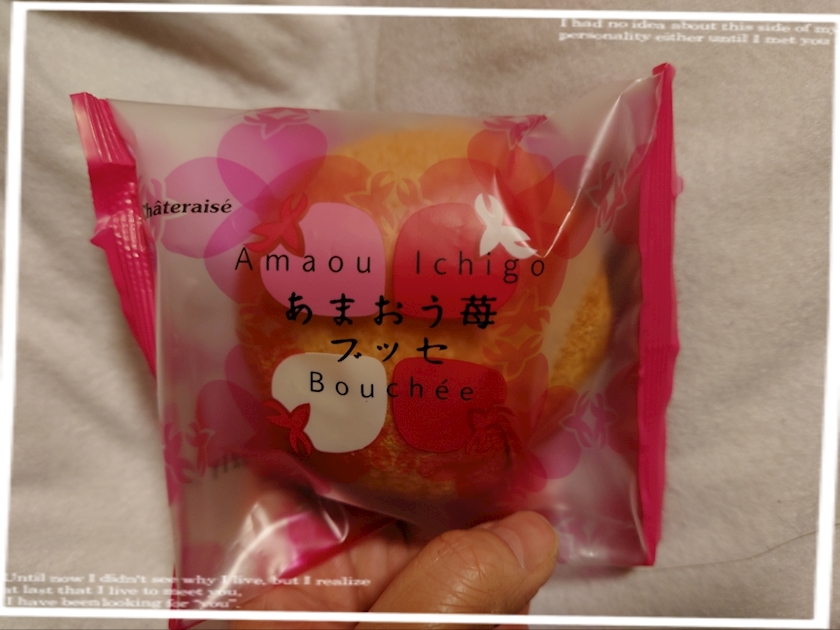 I had no idea about this side of my
personality either until I met you
Châteraisé
Amaou Ichigo
あまおう苺
ブッセ
Bouchée
Until now I didn't see why I live, but I realize
at last that I live to meet you.
I have been looking for "you".